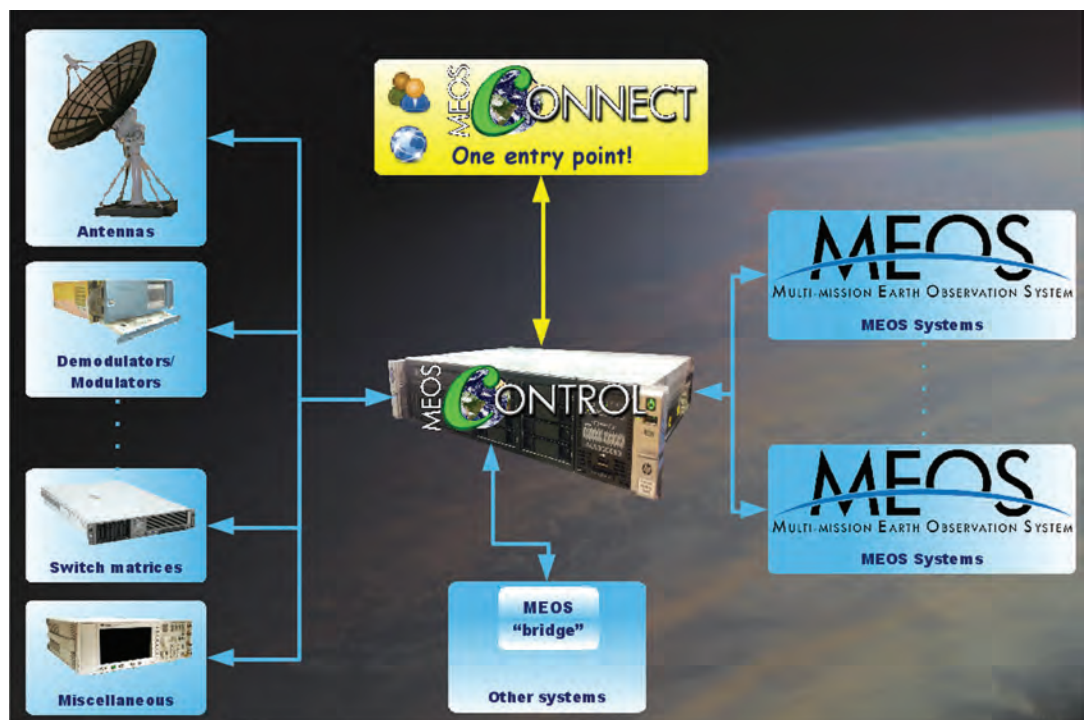 MEOS CONNECT
One entry point!
Antennas
Demodulators/
Modulators
Switch matrices
Miscellaneous
MEOS CONTROL
MEOS
"bridge"
Other systems
MEOS
MULTI-MISSION EARTH OBSERVATION SYSTEM
MEOS Systems
MEOS
MULTI-MISSION EARTH OBSERVATION SYSTEM
MEOS Systems